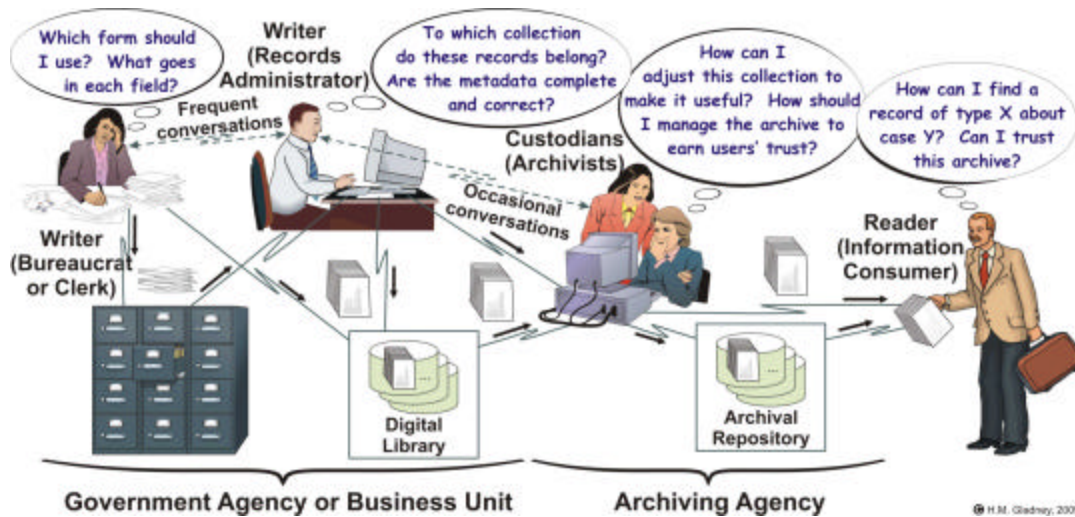 Which form should
I use? What goes
in each field?
Writer
(Records
Administrator)
To which collection
do these records belong?
Are the metadata complete
and correct?
How can I
adjust this collection to
make it useful? How should
I manage the archive to
earn users' trust?
How can I find a
record of type X about
case Y? Can I trust
this archive?
Frequent
conversations
Custodians
(Archivists)
Occasional
conversations
Writer
(Bureaucrat
or Clerk)
Reader
(Information
Consumer)
...
Digital
Library
...
Archival
Repository
Government Agency or Business Unit
Archiving Agency
© H.M. Gladney,